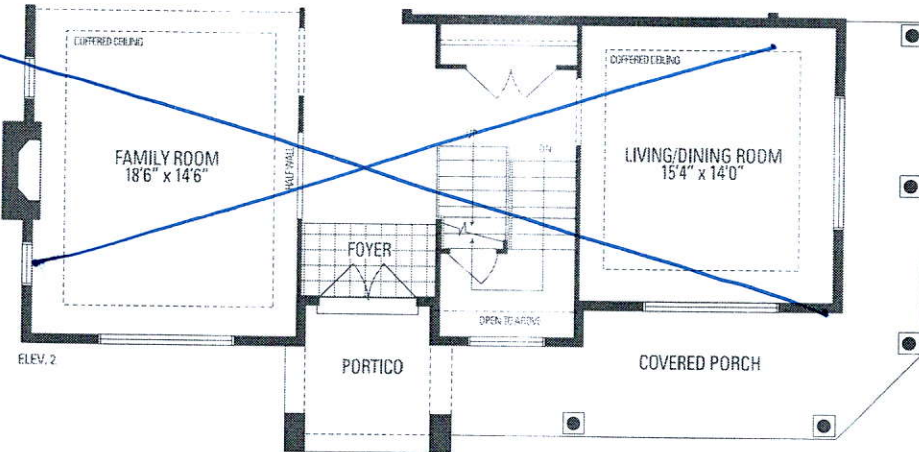 COFFERED CEILING
FAMILY ROOM
18'6" x 14'6"
HALF WALL
FOYER
UP
DN
OPEN TO ABOVE
COFFERED CEILING
LIVING/DINING ROOM
15'4" x 14'0"
ELEV. 2
PORTICO
COVERED PORCH